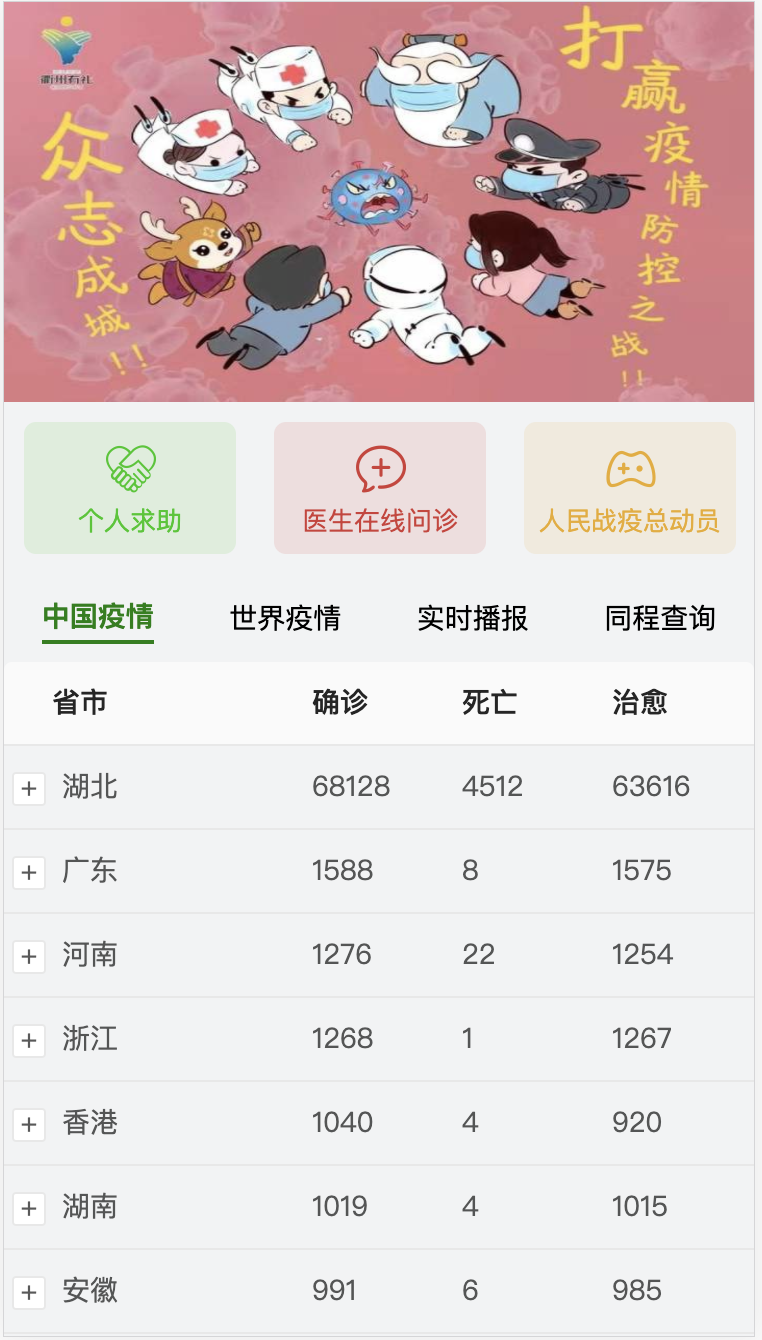 衢州有礼
众志成城!!
打赢疫情防控之战!!
个人求助
医生在线问诊
人民战疫总动员
中国疫情 世界疫情 实时播报 同程查询
省市 确诊 死亡 治愈
+ 湖北 68128 4512 63616
+ 广东 1588 8 1575
+ 河南 1276 22 1254
+ 浙江 1268 1 1267
+ 香港 1040 4 920
+ 湖南 1019 4 1015
+ 安徽 991 6 985